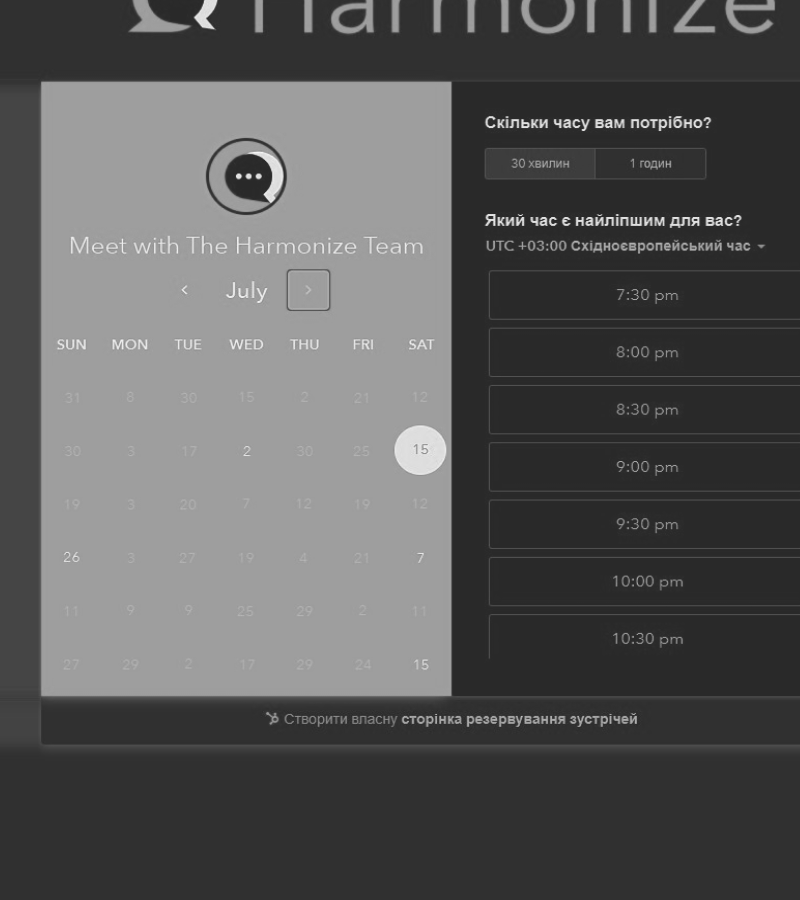 Harmonize
Meet with The Harmonize Team
July
SUN MON TUE WED THU FRI SAT
31 8 30 15 2 21 12
30 3 17 2 30 25 15
19 3 20 7 12 19 12
26 3 27 19 4 21 7
11 9 9 25 29 2 11
27 29 2 17 29 24 15
Скільки часу вам потрібно?
30 хвилин 1 годин
Який час є найліпшим для вас?
UTC +03:00 Східноєвропейський час
7:30 pm
8:00 pm
8:30 pm
9:00 pm
9:30 pm
10:00 pm
10:30 pm
Створити власну сторінка резервування зустрічей